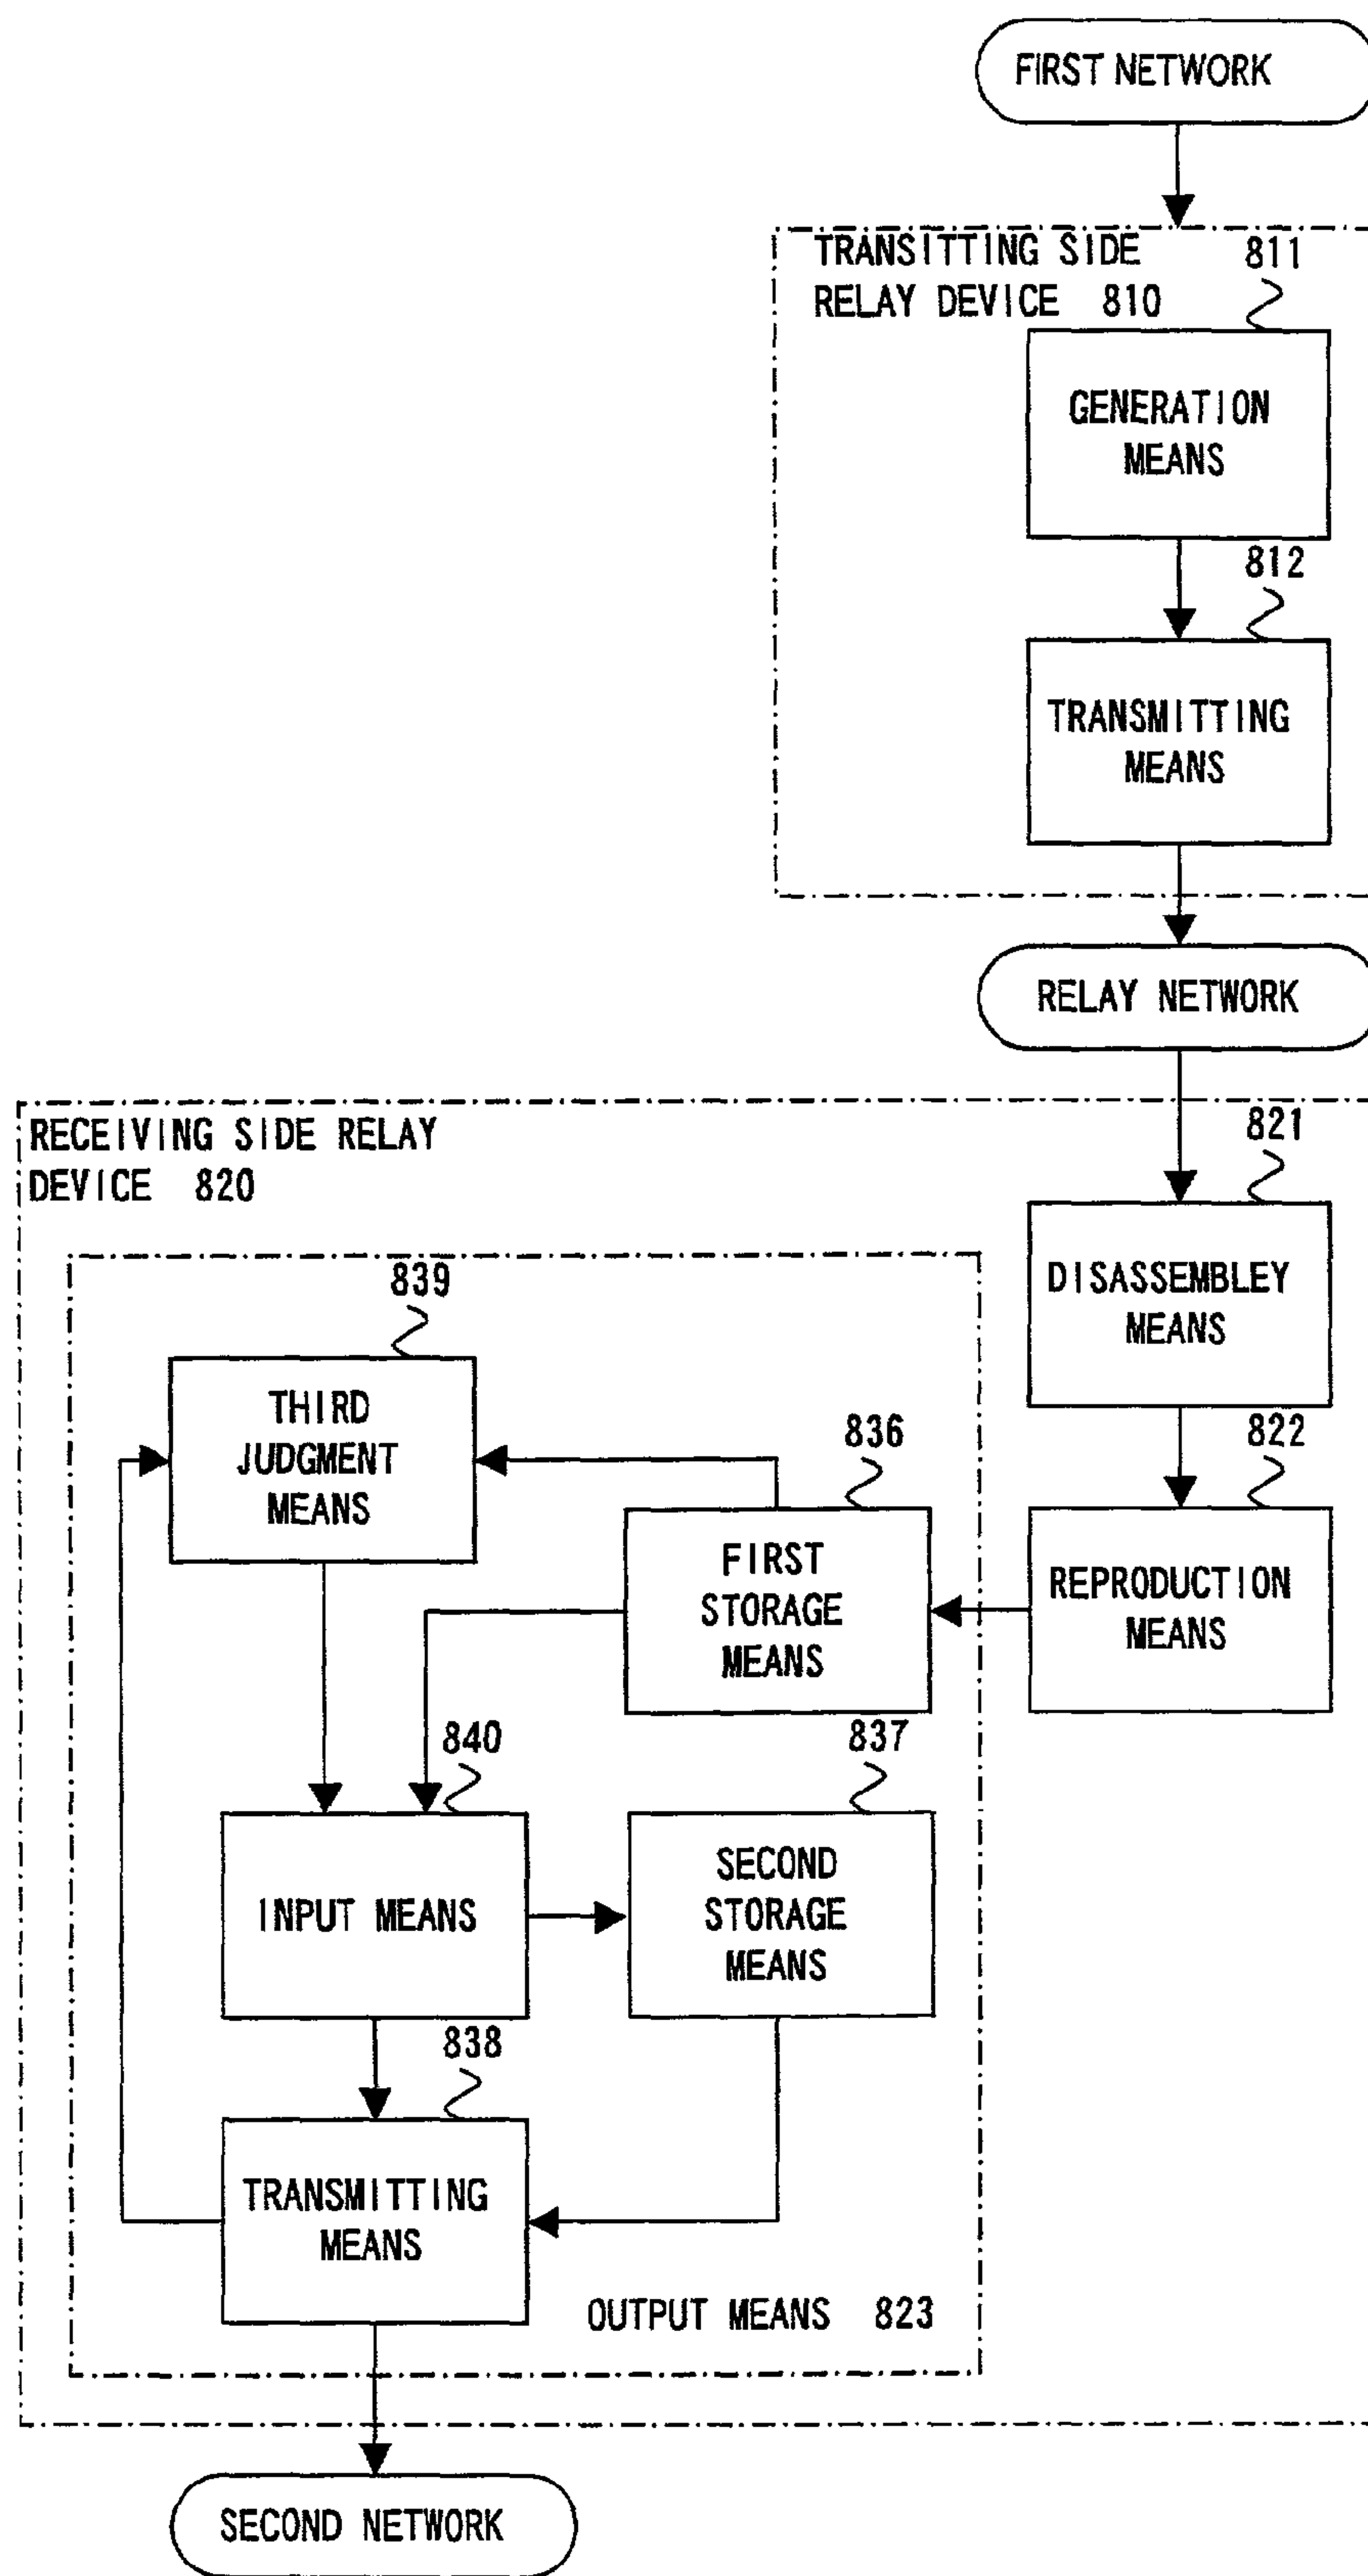 FIRST NETWORK
TRANSITTING SIDE
RELAY DEVICE 810
811
GENERATION
MEANS
812
TRANSMITTING
MEANS
RELAY NETWORK
RECEIVING SIDE RELAY
DEVICE 820
821
DISASSEMBLEY
MEANS
822
REPRODUCTION
MEANS
839
THIRD
JUDGMENT
MEANS
836
FIRST
STORAGE
MEANS
840
INPUT MEANS
837
SECOND
STORAGE
MEANS
838
TRANSMITTING
MEANS
OUTPUT MEANS 823
SECOND NETWORK